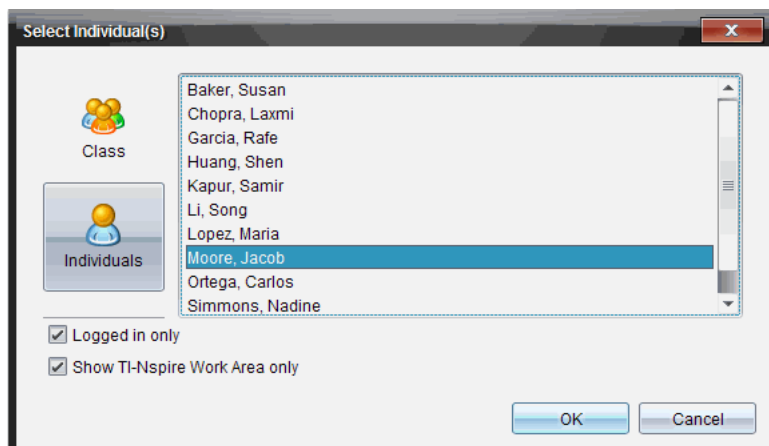 Select Individual(s)
Class
Individuals
Baker, Susan
Chopra, Laxmi
Garcia, Rafe
Huang, Shen
Kapur, Samir
Li, Song
Lopez, Maria
Moore, Jacob
Ortega, Carlos
Simmons, Nadine
Logged in only
Show TI-Nspire Work Area only
OK
Cancel